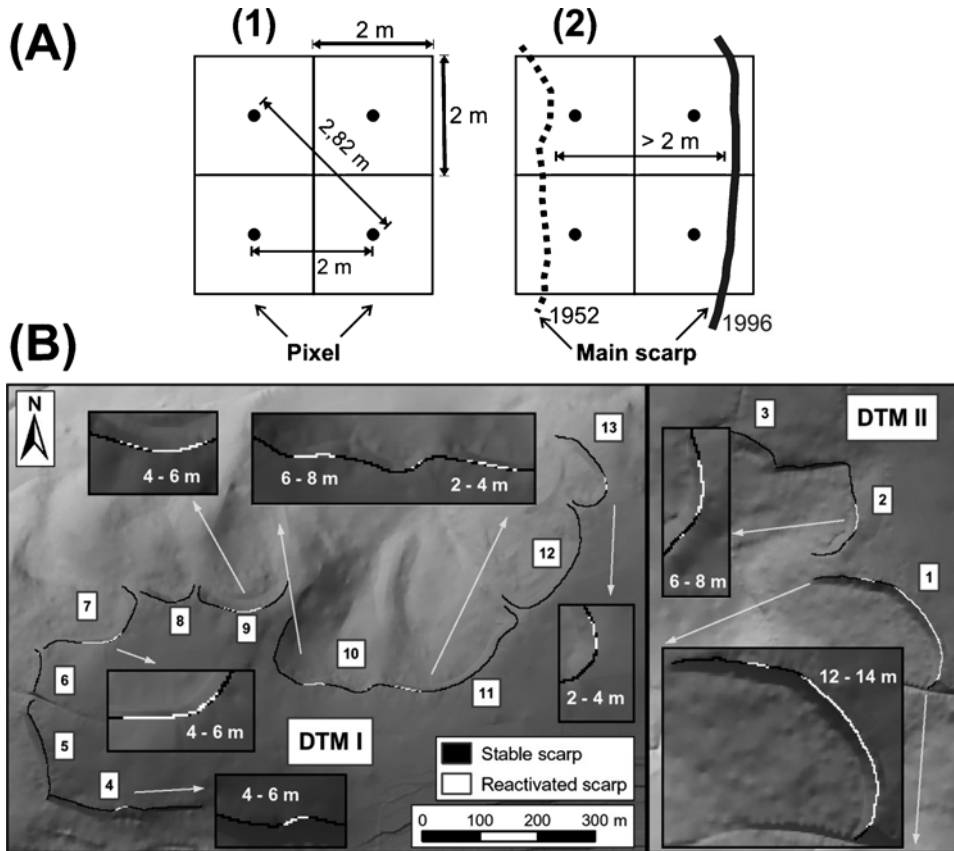 (A)
(1)
2 m
2 m
2,82 m
2 m
Pixel
(2)
> 2 m
1952
1996
Main scarp
(B)
N
4 - 6 m
6 - 8 m
2 - 4 m
13
12
7
8
9
10
11
6
5
4
4 - 6 m
2 - 4 m
DTM I
4 - 6 m
Stable scarp
Reactivated scarp
0 100 200 300 m
DTM II
3
2
1
6 - 8 m
12 - 14 m